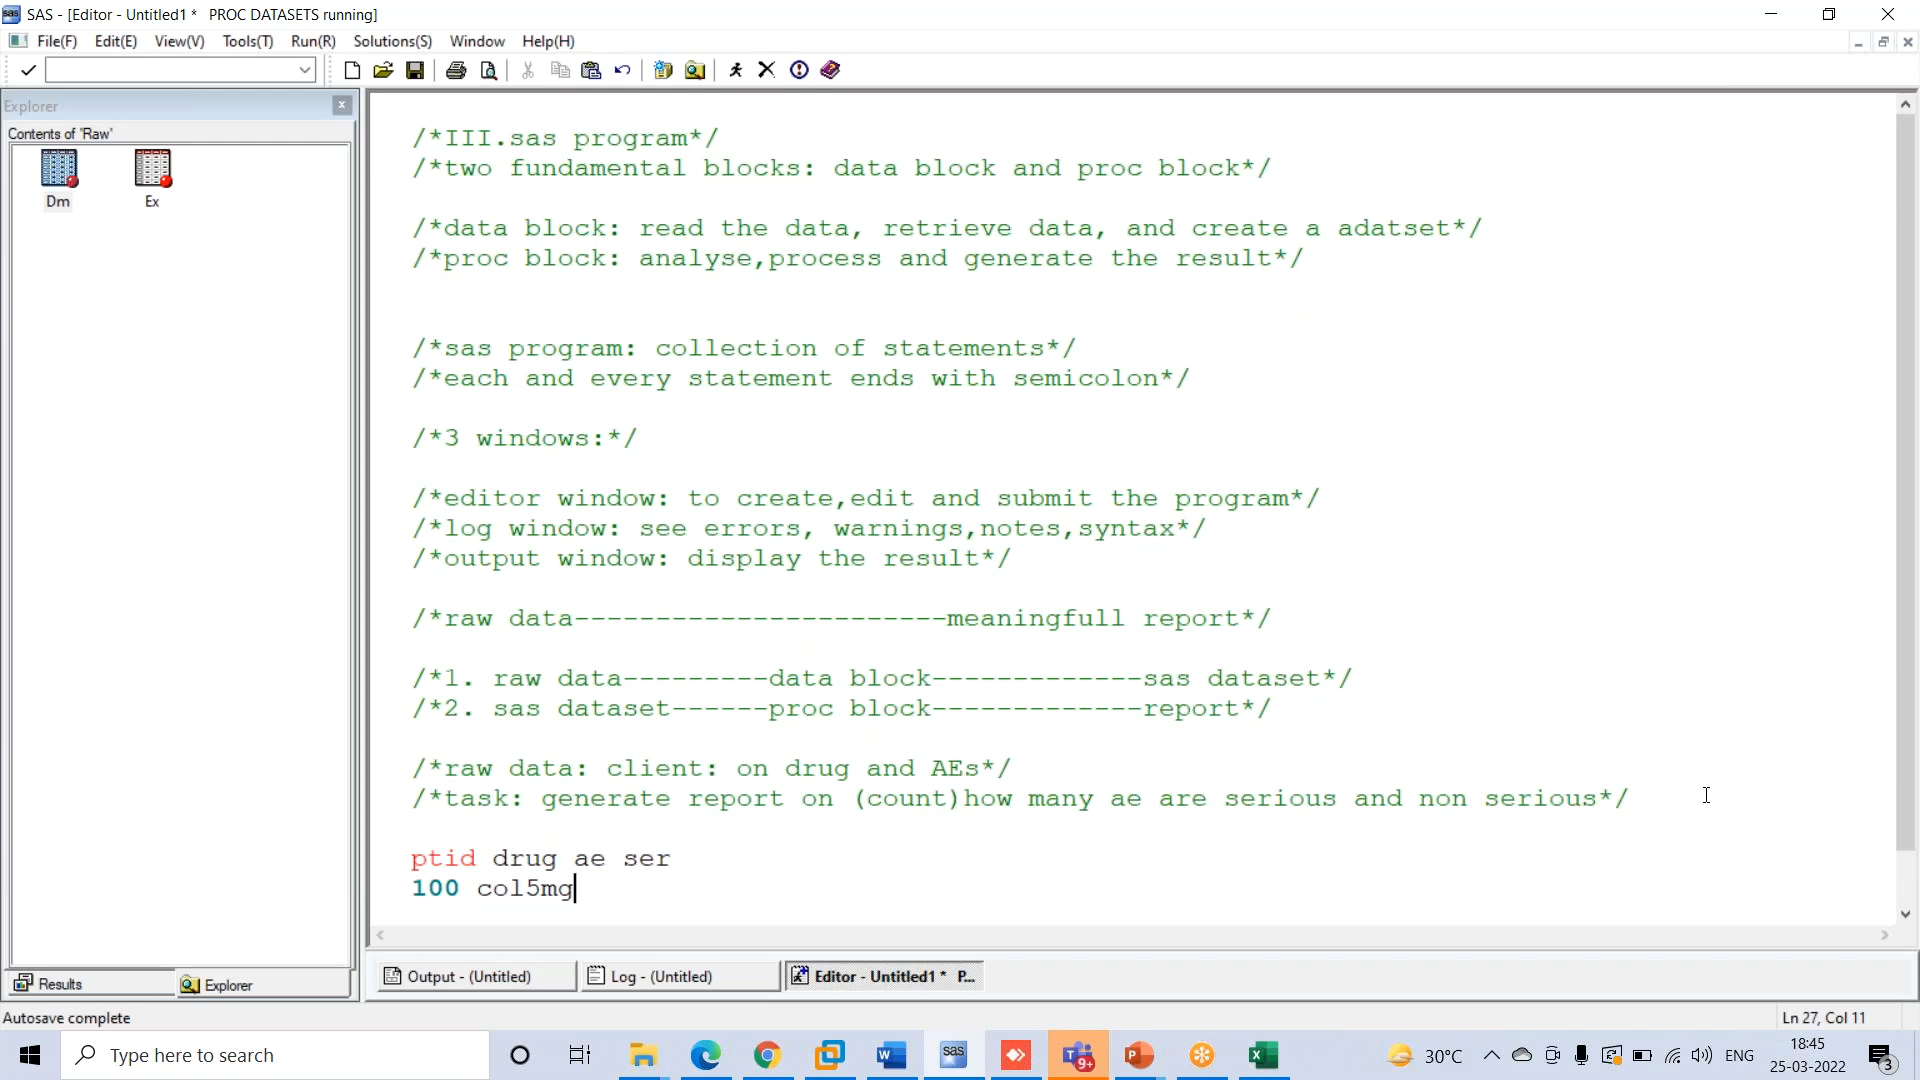 SAS - [Editor - Untitled1 * PROC DATASETS running]
File(F) Edit(E) View(V) Tools(T) Run(R) Solutions(S) Window Help(H)
Explorer
Contents of 'Raw'
Dm Ex
/*III.sas program*/
/*two fundamental blocks: data block and proc block*/
/*data block: read the data, retrieve data, and create a adatset*/
/*proc block: analyse,process and generate the result*/
/*sas program: collection of statements*/
/*each and every statement ends with semicolon*/
/*3 windows:*/
/*editor window: to create,edit and submit the program*/
/*log window: see errors, warnings,notes,syntax*/
/*output window: display the result*/
/*raw data-----------------------meaningfull report*/
/*1. raw data---------data block-------------sas dataset*/
/*2. sas dataset------proc block-------------report*/
/*raw data: client: on drug and AEs*/
/*task: generate report on (count)how many ae are serious and non serious*/
ptid drug ae ser
100 col5mg
Results Explorer
Output - (Untitled) Log - (Untitled) Editor - Untitled1 * P...
Autosave complete
Ln 27, Col 11
Type here to search
sas
9+
30°C
ENG
18:45
25-03-2022
3